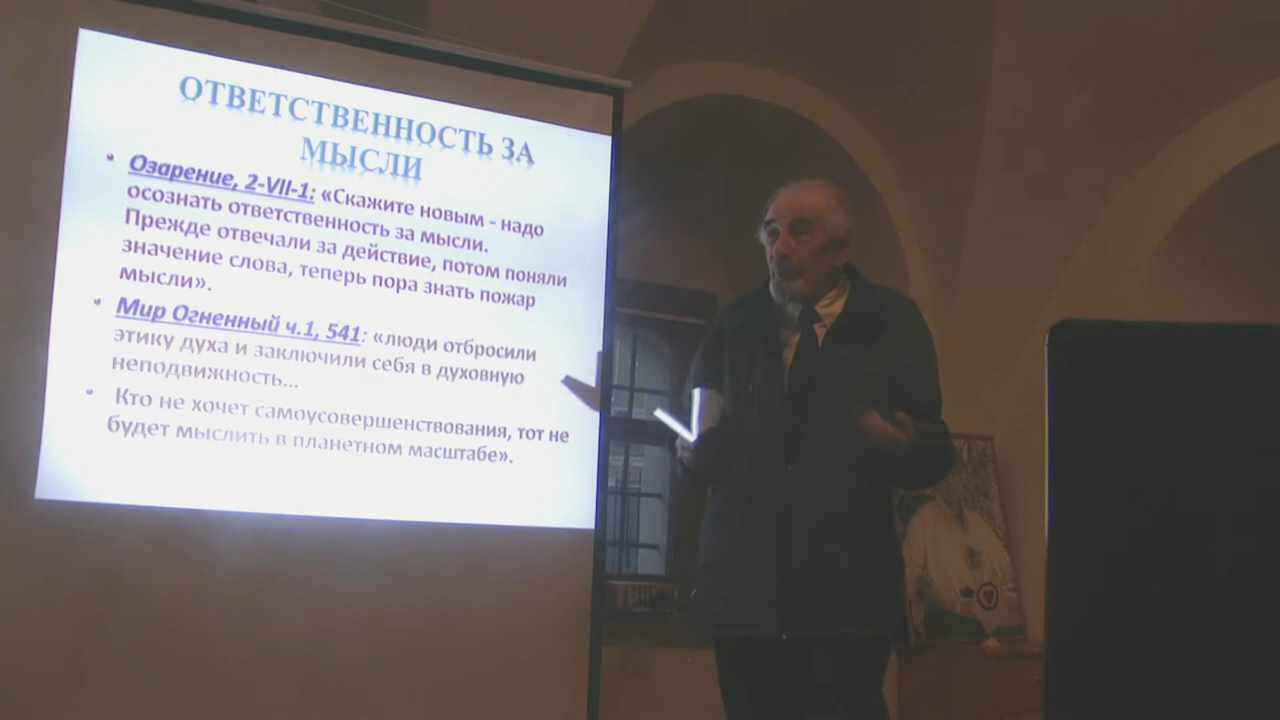 ОТВЕТСТВЕННОСТЬ ЗА
МЫСЛИ
• Озарение, 2-VII-1: «Скажите новым - надо
осознать ответственность за мысли.
Прежде отвечали за действие, потом поняли
значение слова, теперь пора знать пожар
мысли».
• Мир Огненный ч.1, 541: «люди отбросили
этику духа и заключили себя в духовную
неподвижность...
• Кто не хочет самоусовершенствования, тот не
будет мыслить в планетном масштабе».